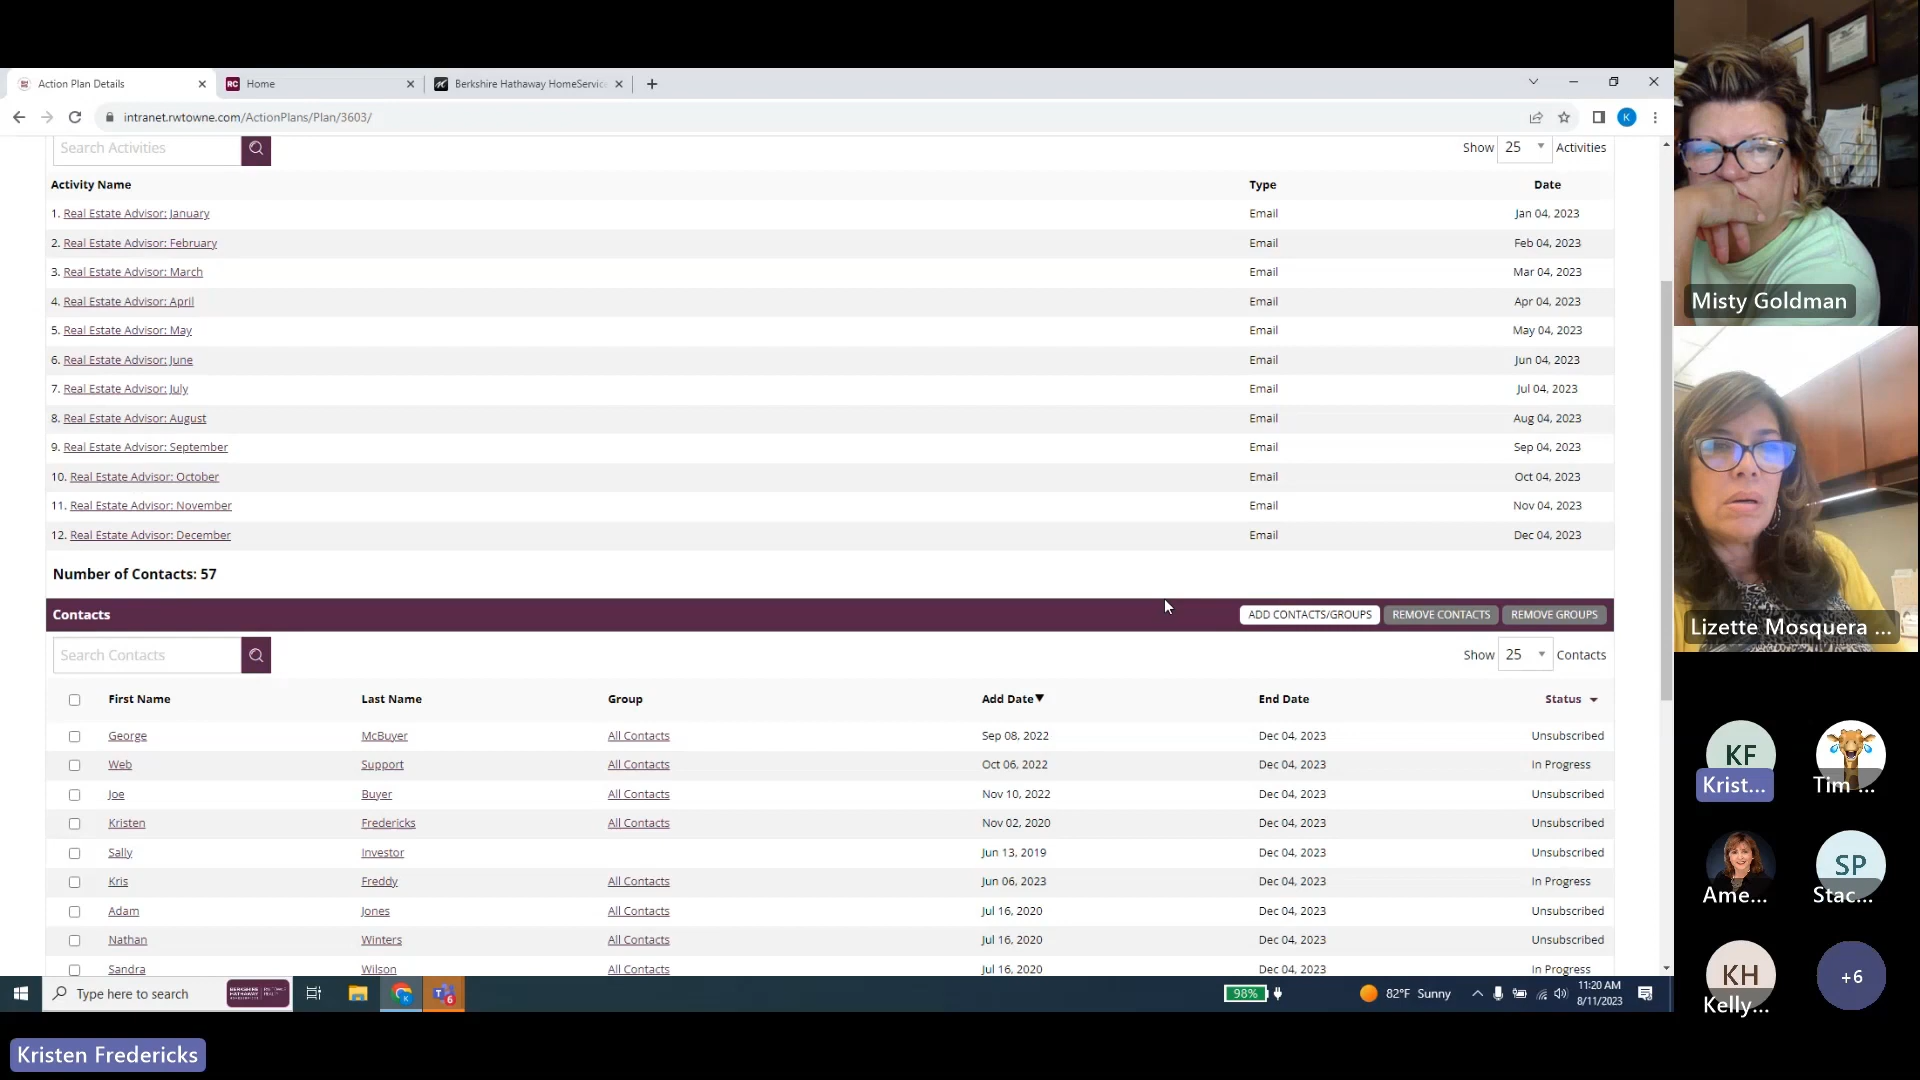 Action Plan Details
Home
Berkshire Hathaway HomeService
intranet.rwtowne.com/ActionPlans/Plan/3603/
K
Search Activities
Show 25 Activities
Activity Name Type Date
1. Real Estate Advisor: January Email Jan 04, 2023
2. Real Estate Advisor: February Email Feb 04, 2023
3. Real Estate Advisor: March Email Mar 04, 2023
4. Real Estate Advisor: April Email Apr 04, 2023
5. Real Estate Advisor: May Email May 04, 2023
6. Real Estate Advisor: June Email Jun 04, 2023
7. Real Estate Advisor: July Email Jul 04, 2023
8. Real Estate Advisor: August Email Aug 04, 2023
9. Real Estate Advisor: September Email Sep 04, 2023
10. Real Estate Advisor: October Email Oct 04, 2023
11. Real Estate Advisor: November Email Nov 04, 2023
12. Real Estate Advisor: December Email Dec 04, 2023
Number of Contacts: 57
Contacts ADD CONTACTS/GROUPS REMOVE CONTACTS REMOVE GROUPS
Search Contacts
Show 25 Contacts
First Name Last Name Group Add Date▼ End Date Status
George McBuyer All Contacts Sep 08, 2022 Dec 04, 2023 Unsubscribed
Web Support All Contacts Oct 06, 2022 Dec 04, 2023 In Progress
Joe Buyer All Contacts Nov 10, 2022 Dec 04, 2023 Unsubscribed
Kristen Fredericks All Contacts Nov 02, 2020 Dec 04, 2023 Unsubscribed
Sally Investor Jun 13, 2019 Dec 04, 2023 Unsubscribed
Kris Freddy All Contacts Jun 06, 2023 Dec 04, 2023 In Progress
Adam Jones All Contacts Jul 16, 2020 Dec 04, 2023 Unsubscribed
Nathan Winters All Contacts Jul 16, 2020 Dec 04, 2023 Unsubscribed
Sandra Wilson All Contacts Jul 16, 2020 Dec 04, 2023 In Progress
Type here to search
98%
82°F Sunny
11:20 AM
8/11/2023
Kristen Fredericks
Misty Goldman
Lizette Mosquera ...
KF
Krist...
Tim ...
Ame...
SP
Stac...
KH
Kelly...
+6